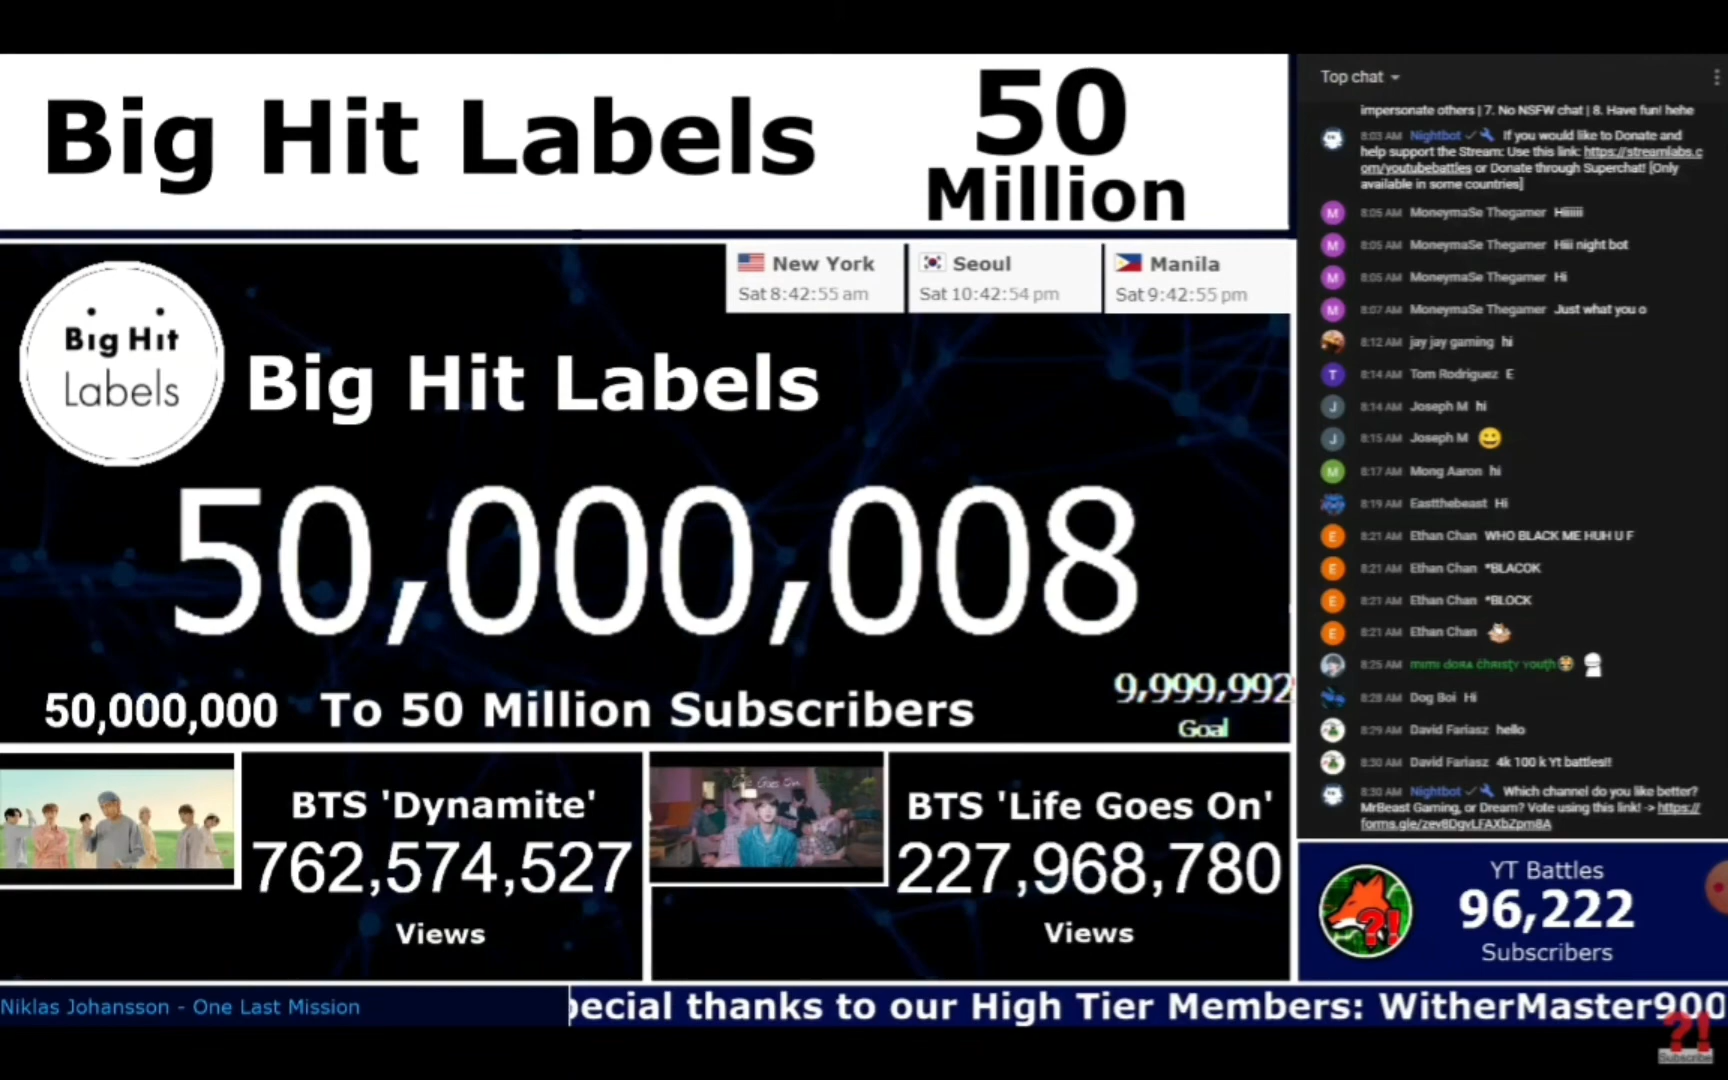 Big Hit Labels
50
Million
New York
Sat 8:42:55 am
Seoul
Sat 10:42:54 pm
Manila
Sat 9:42:55 pm
Big Hit
Labels
Big Hit Labels
50,000,008
50,000,000 To 50 Million Subscribers
9,999,992
Goal
BTS 'Dynamite'
762,574,527
Views
BTS 'Life Goes On'
227,968,780
Views
Niklas Johansson - One Last Mission
pecial thanks to our High Tier Members: WitherMaster900
Top chat
impersonate others | 7. No NSFW chat | 8. Have fun! hehe
8:03 AM Nightbot If you would like to Donate and
help support the Stream: Use this link: https://streamlabs.c
om/youtubebattles or Donate through Superchat! [Only
available in some countries]
8:05 AM MoneymaSe Thegamer Hiiiiii
8:05 AM MoneymaSe Thegamer Hiii night bot
8:05 AM MoneymaSe Thegamer Hi
8:07 AM MoneymaSe Thegamer Just what you o
8:12 AM jay jay gaming hi
8:14 AM Tom Rodriguez E
8:14 AM Joseph M hi
8:15 AM Joseph M 😀
8:17 AM Mong Aaron hi
8:19 AM Eastthebeast Hi
8:21 AM Ethan Chan WHO BLACK ME HUH U F
8:21 AM Ethan Chan *BLACOK
8:21 AM Ethan Chan *BLOCK
8:21 AM Ethan Chan
8:25 AM
8:28 AM Dog Boi Hi
8:29 AM David Fariasz hello
8:30 AM David Fariasz 4k 100 k Yt battles!!
8:30 AM Nightbot Which channel do you like better?
MrBeast Gaming, or Dream? Vote using this link! -> https://
YT Battles
96,222
Subscribers
?!
Subscribe